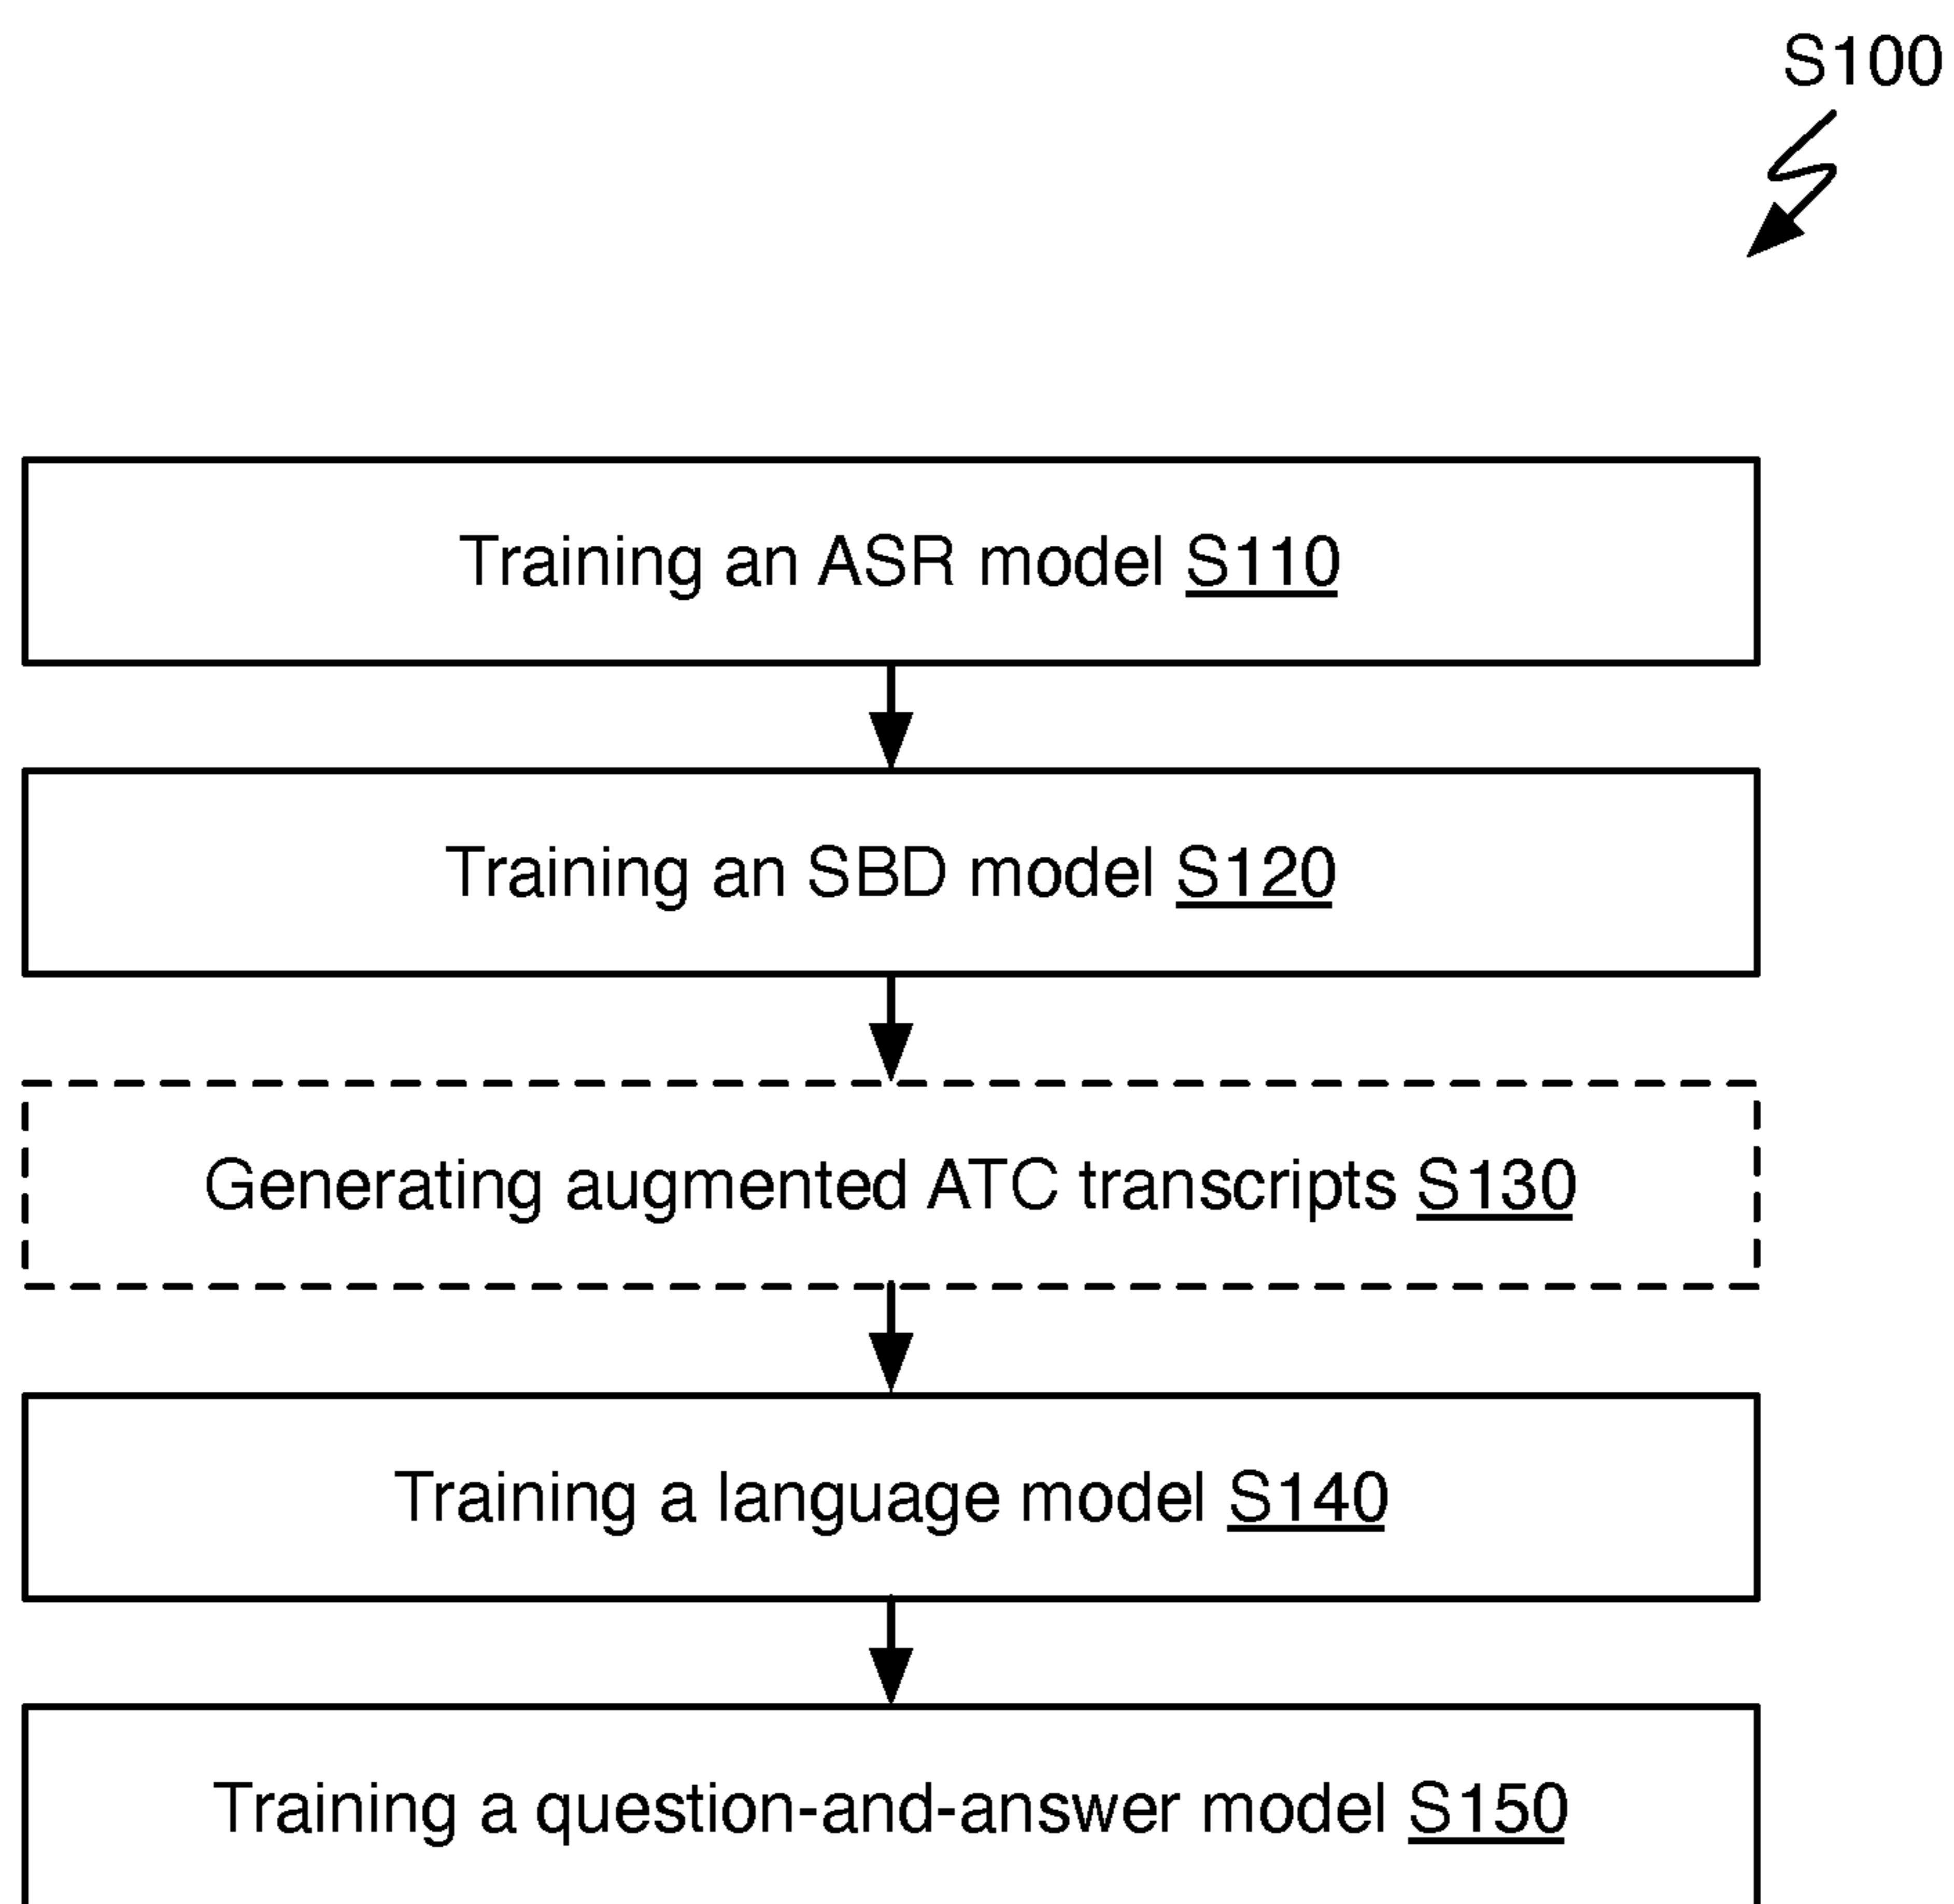 S100
Training an ASR model S110
Training an SBD model S120
Generating augmented ATC transcripts S130
Training a language model S140
Training a question-and-answer model S150